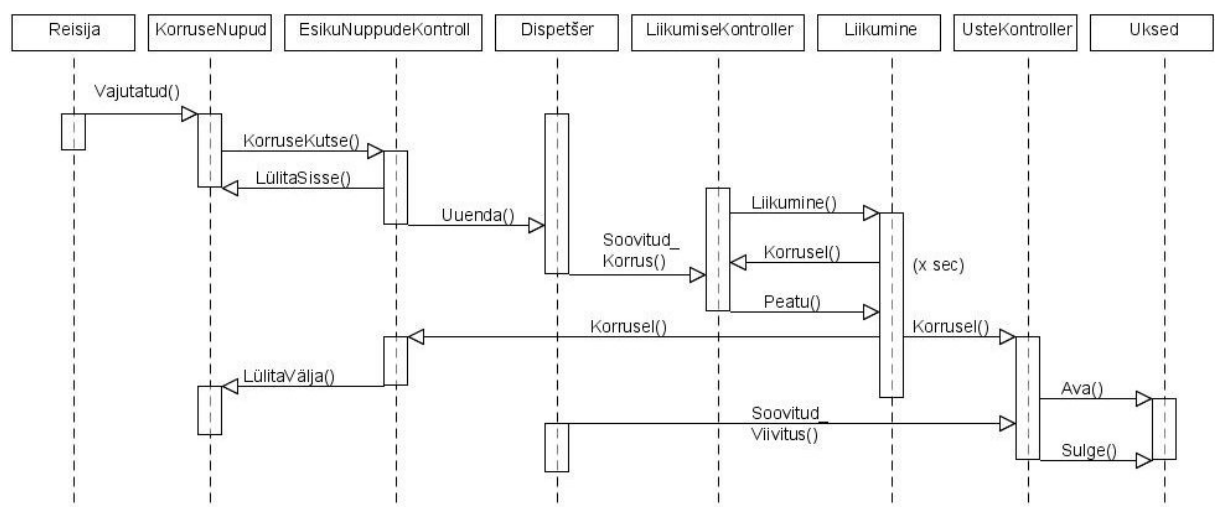 Reisija
KorruseNupud
EsikuNuppudeKontroll
Dispetšer
LiikumiseKontroller
Liikumine
UsteKontroller
Uksed
Vajutatud()
KorruseKutse()
LülitaSisse()
Liikumine()
Uuenda()
Soovitud_
Korrus()
Korrusel()
(x sec)
Peatu()
Korrusel()
Korrusel()
LülitaVälja()
Ava()
Soovitud_
Viivitus()
Sulge()